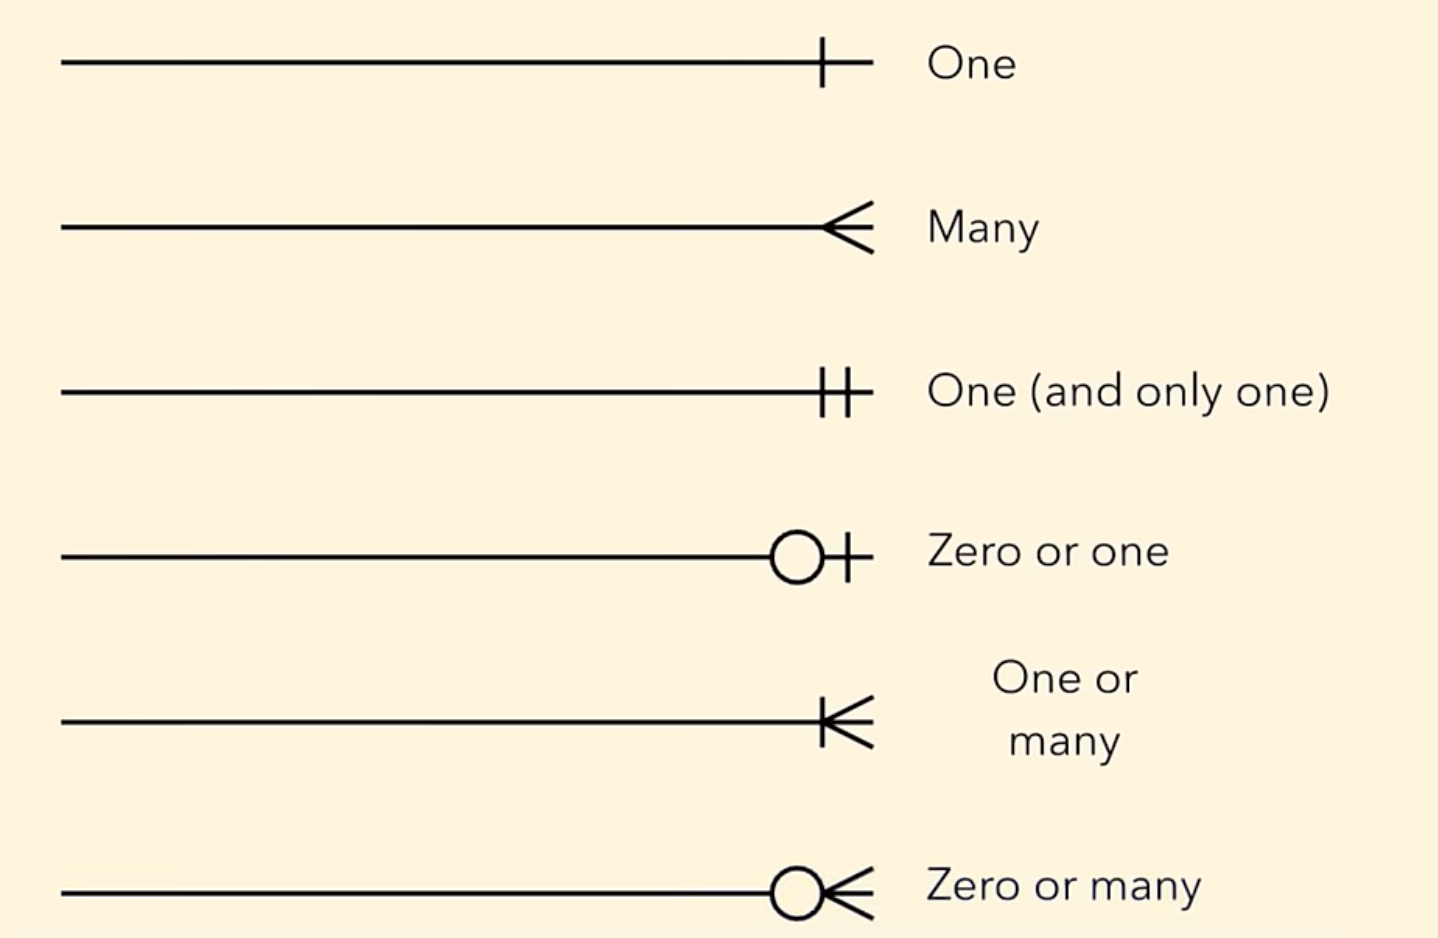 One
Many
One (and only one)
Zero or one
One or
many
Zero or many